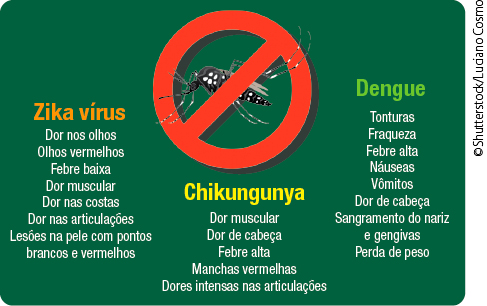 Zika vírus
Dor nos olhos
Olhos vermelhos
Febre baixa
Dor muscular
Dor nas costas
Dor nas articulações
Lesões na pele com pontos
brancos e vermelhos
Chikungunya
Dor muscular
Dor de cabeça
Febre alta
Manchas vermelhas
Dores intensas nas articulações
Dengue
Tonturas
Fraqueza
Febre alta
Náuseas
Vômitos
Dor de cabeça
Sangramento do nariz
e gengivas
Perda de peso
©Shutterstock/Luciano Cosmo